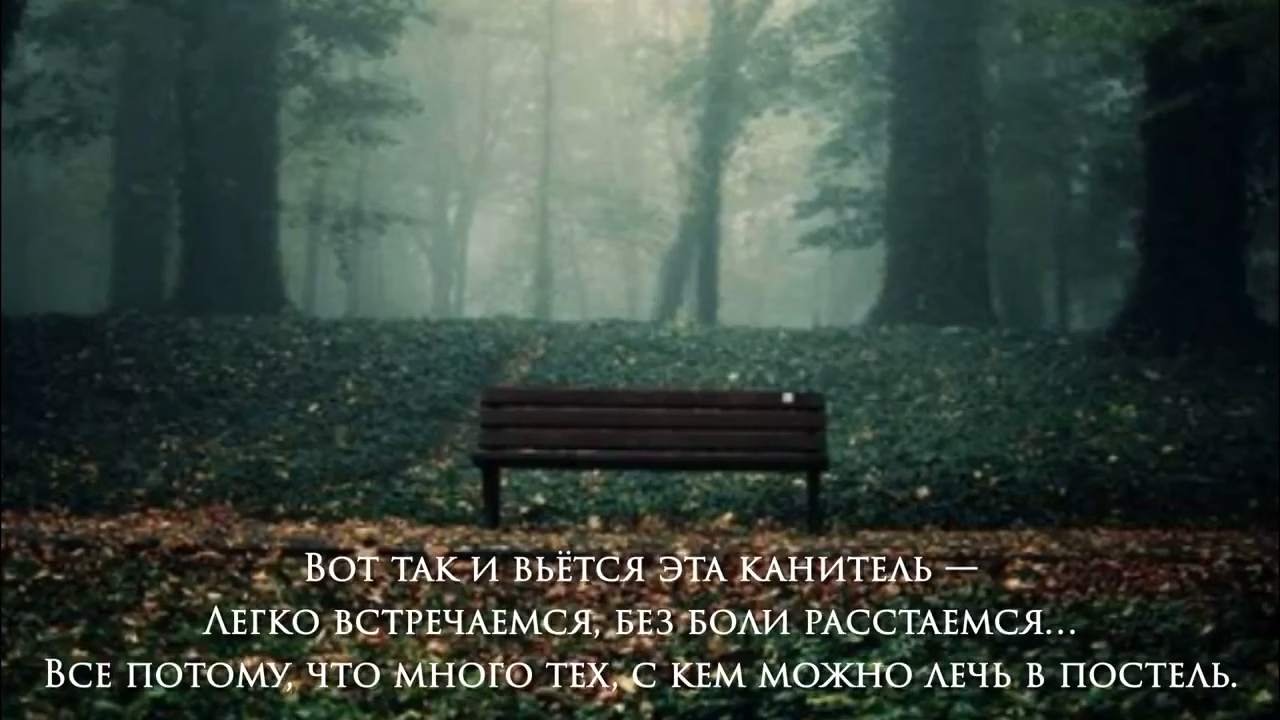 Вот так и вьётся эта канитель —
Легко встречаемся, без боли расстаемся...
Все потому, что много тех, с кем можно лечь в постель.